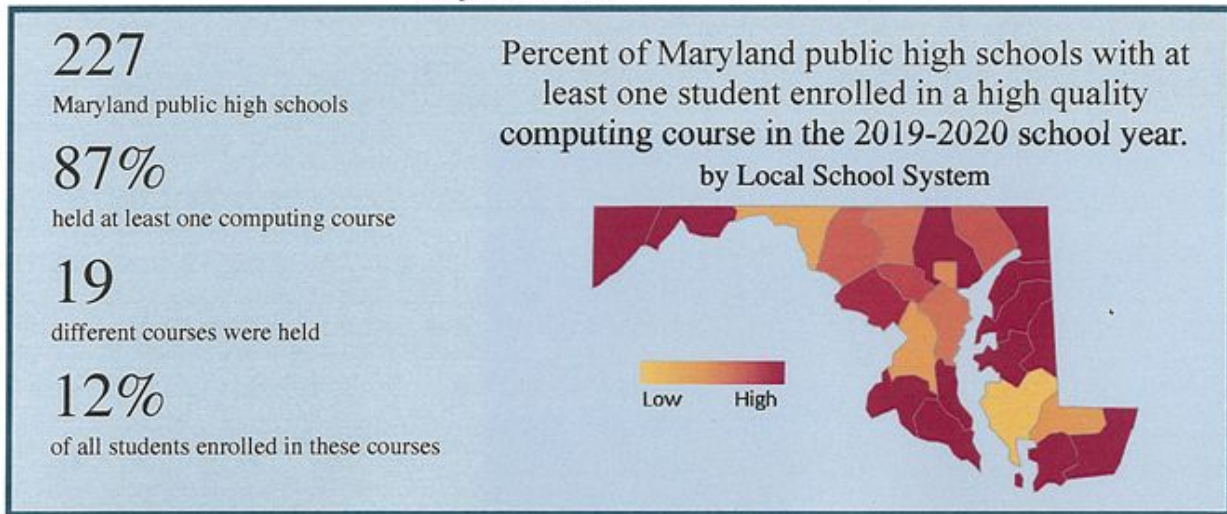 227
Maryland public high schools
87%
held at least one computing course
19
different courses were held
12%
of all students enrolled in these courses
Percent of Maryland public high schools with at
least one student enrolled in a high quality
computing course in the 2019-2020 school year.
by Local School System
Low High